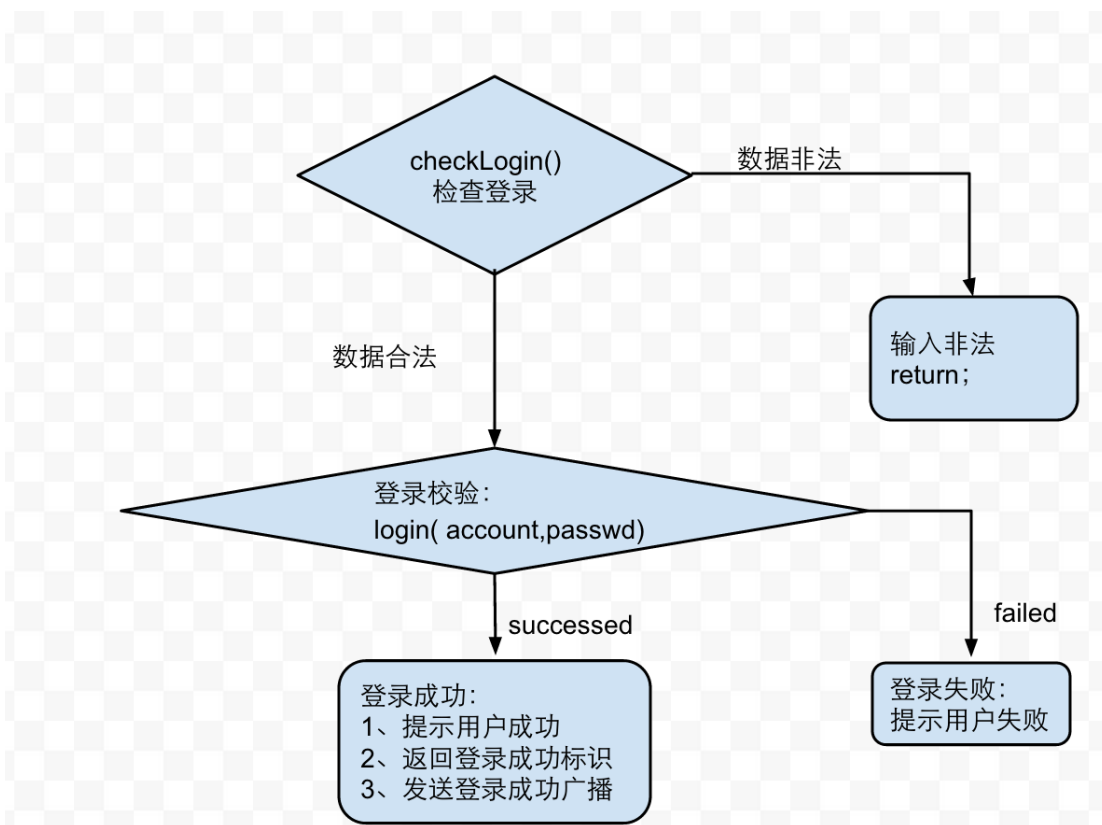 checkLogin()
检查登录
数据非法
输入非法
return；
数据合法
登录校验：
login( account,passwd)
successed
failed
登录成功：
1、提示用户成功
2、返回登录成功标识
3、发送登录成功广播
登录失败：
提示用户失败